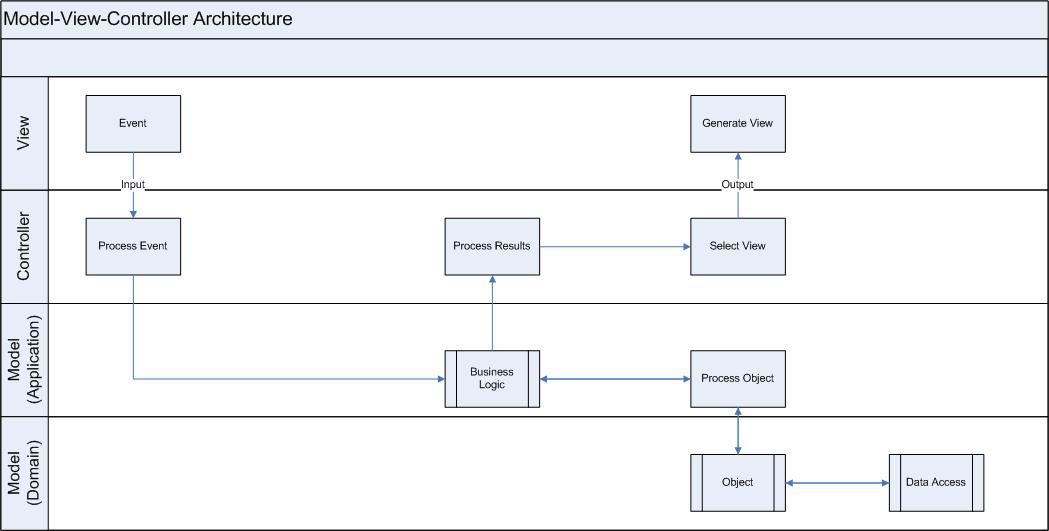 Model-View-Controller Architecture
View
Event
Generate View
Input
Output
Controller
Process Event
Process Results
Select View
Model
(Application)
Business
Logic
Process Object
Model
(Domain)
Object
Data Access